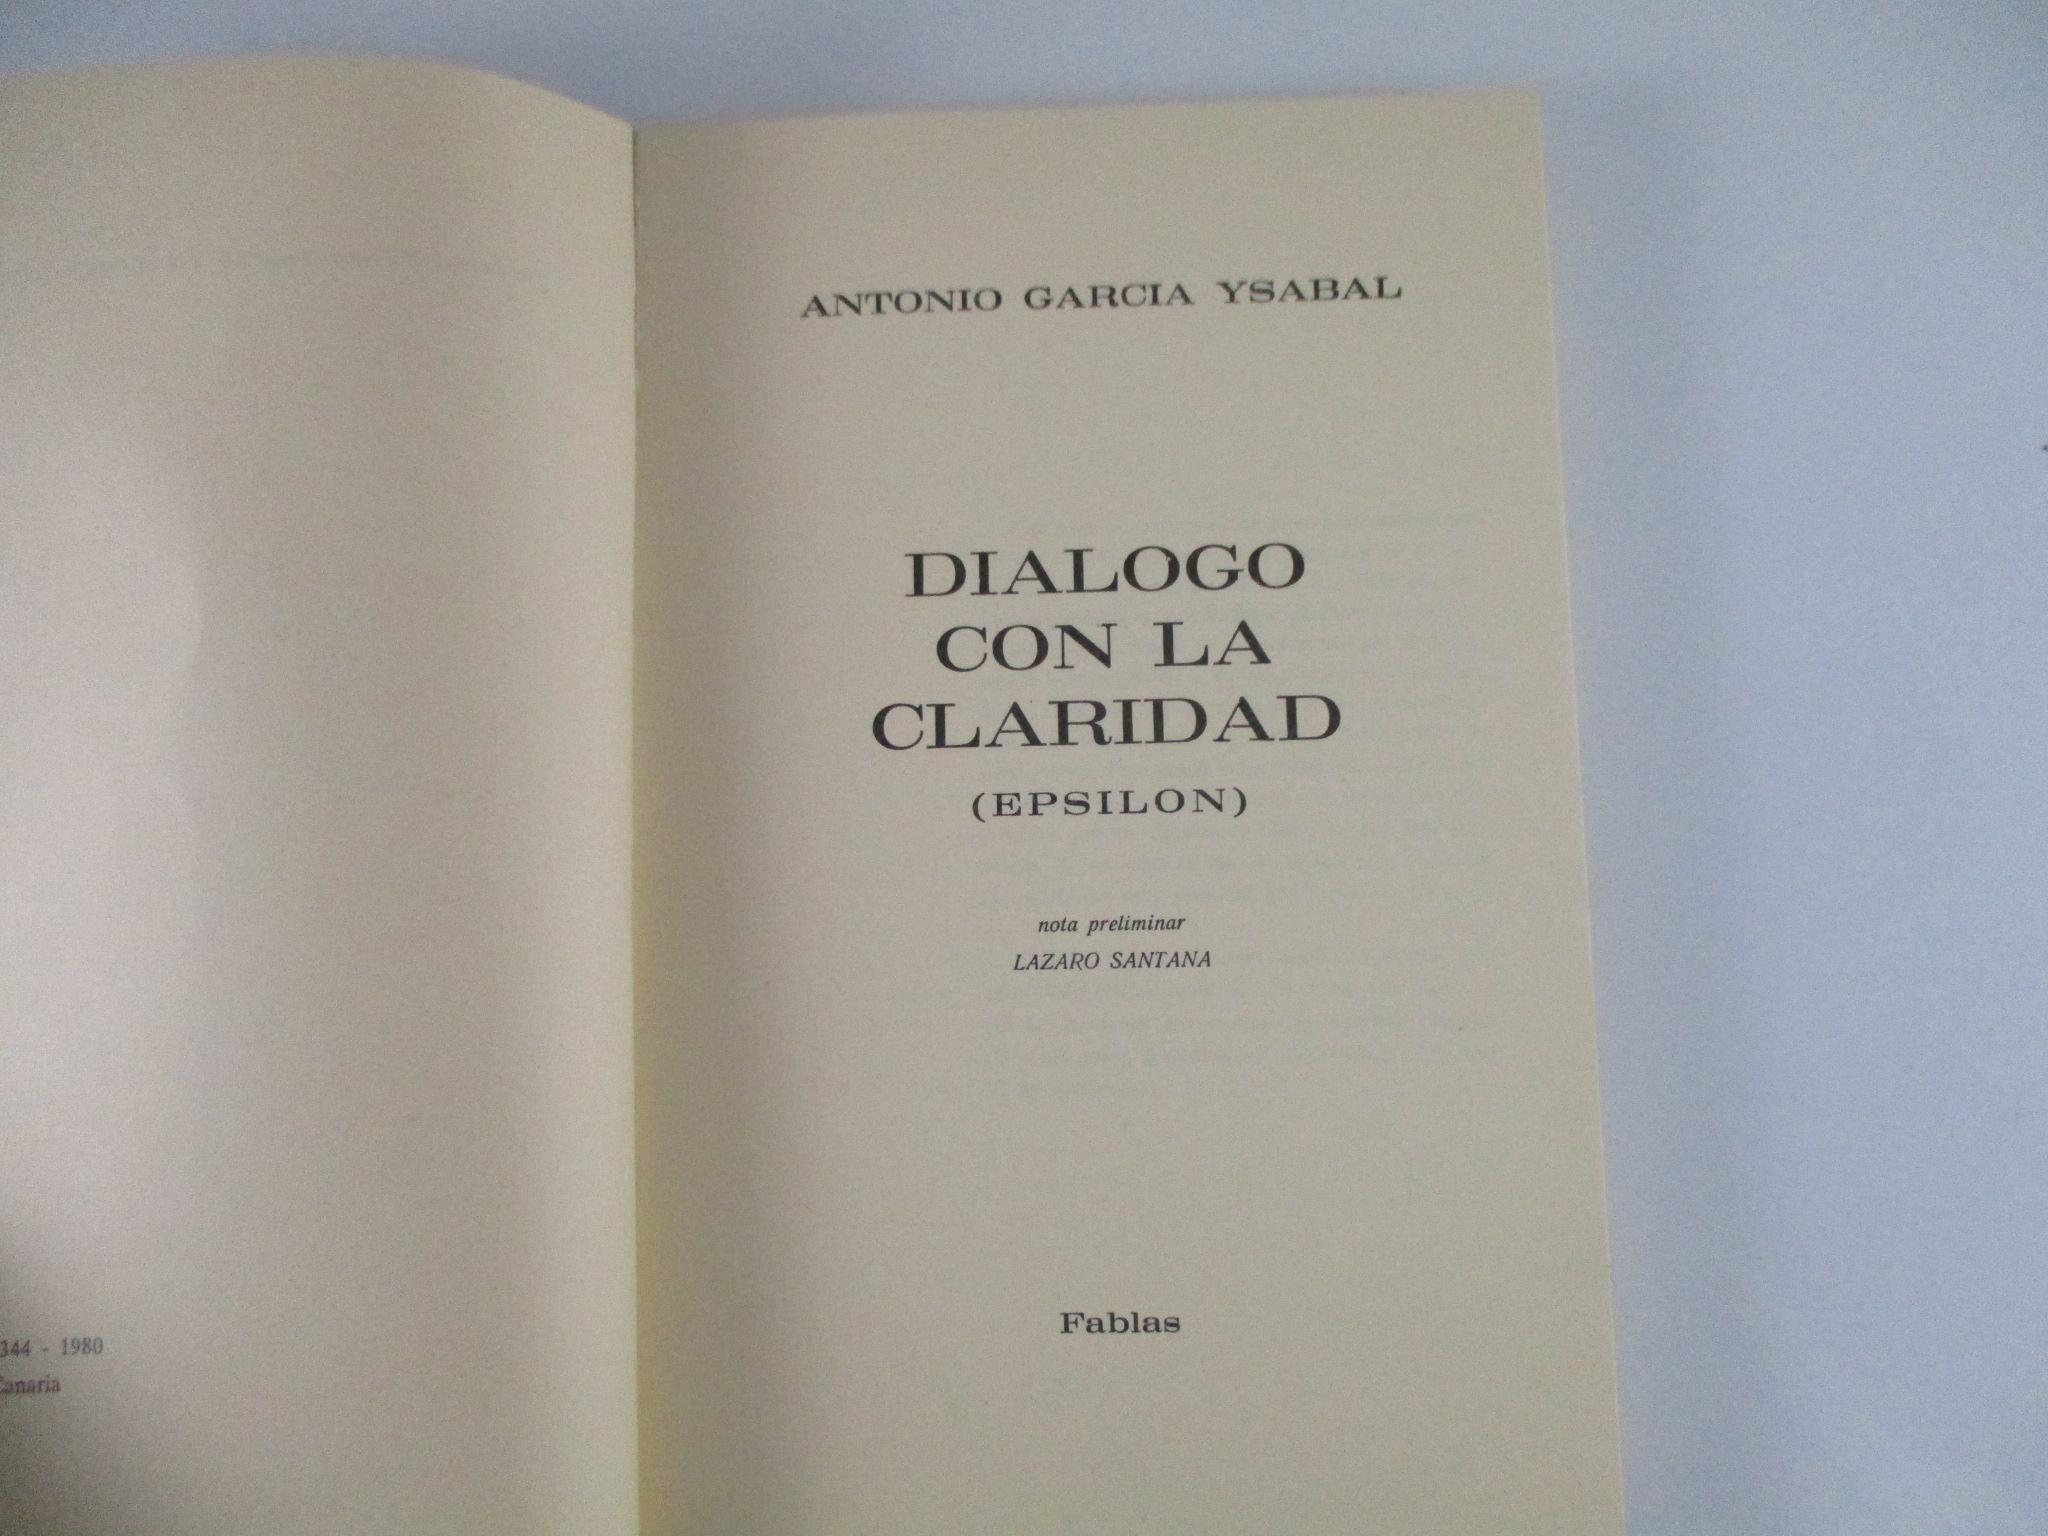 344 - 1980
Canaria
ANTONIO GARCIA YSABAL
DIALOGO
CON LA
CLARIDAD
(EPSILON)
nota preliminar
LAZARO SANTANA
Fablas